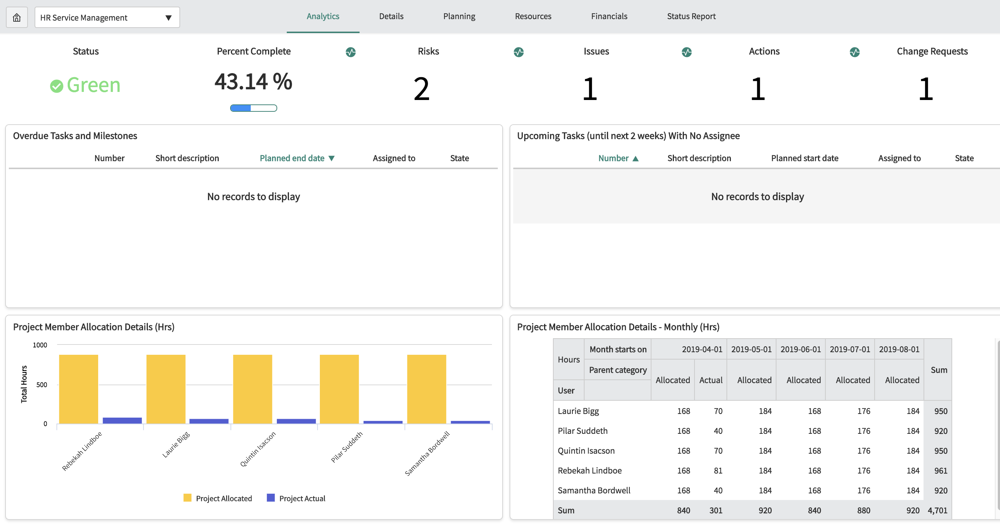 HR Service Management ▼
Analytics Details Planning Resources Financials Status Report
Status Percent Complete Risks Issues Actions Change Requests
Green 43.14 % 2 1 1 1
Overdue Tasks and Milestones
Number Short description Planned end date ▼ Assigned to State
No records to display
Upcoming Tasks (until next 2 weeks) With No Assignee
Number ▲ Short description Planned start date Assigned to State
No records to display
Project Member Allocation Details (Hrs)
Total Hours
1000
500
0
Rebekah Lindboe
Laurie Bigg
Quintin Isacson
Pilar Suddeth
Samantha Bordwell
Project Allocated Project Actual
Project Member Allocation Details - Monthly (Hrs)
Hours Month starts on 2019-04-01 2019-05-01 2019-06-01 2019-07-01 2019-08-01 Sum
Parent category Allocated Actual Allocated Allocated Allocated Allocated
User
Laurie Bigg 168 70 184 168 176 184 950
Pilar Suddeth 168 40 184 168 176 184 920
Quintin Isacson 168 70 184 168 176 184 950
Rebekah Lindboe 168 81 184 168 176 184 961
Samantha Bordwell 168 40 184 168 176 184 920
Sum 840 301 920 840 880 920 4,701